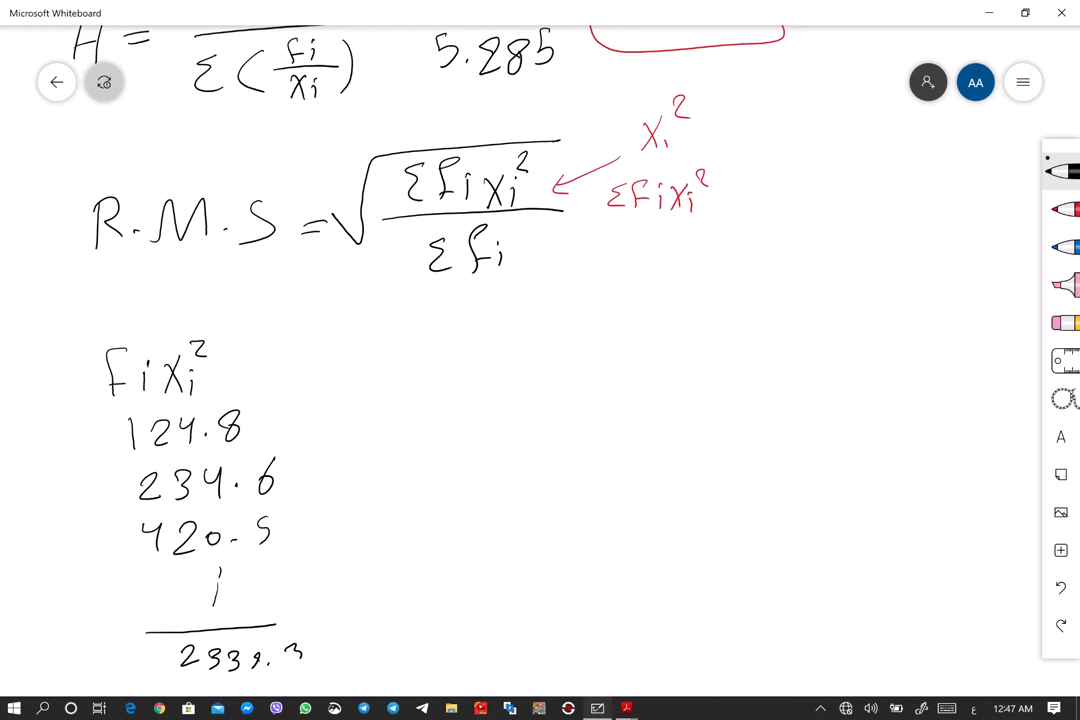 Microsoft Whiteboard
H =
Σ(fi/xi)
5.285
AA
xi²
Σfixi²
R.M.S = √(Σfixi²/Σfi)
fixi²
124.8
234.6
420.5
A
ع
12:47 AM